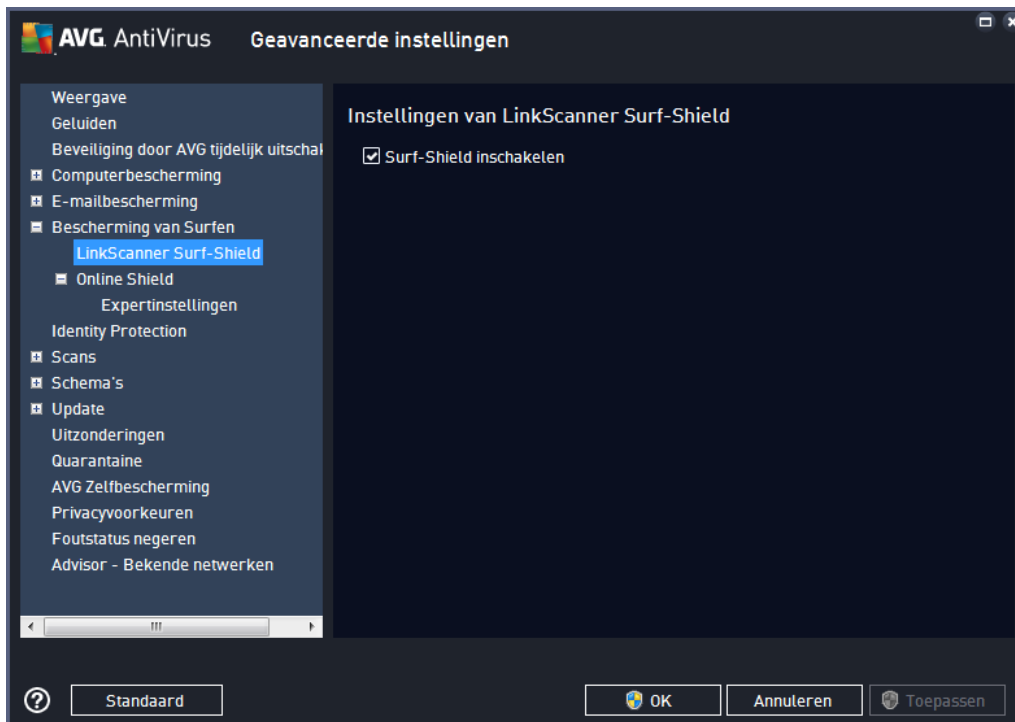 AVG. AntiVirus Geavanceerde instellingen
Weergave
Geluiden
Beveiliging door AVG tijdelijk uitschak
Computerbescherming
E-mailbescherming
Bescherming van Surfen
LinkScanner Surf-Shield
Online Shield
Expertinstellingen
Identity Protection
Scans
Schema's
Update
Uitzonderingen
Quarantaine
AVG Zelfbescherming
Privacyvoorkeuren
Foutstatus negeren
Advisor - Bekende netwerken
Instellingen van LinkScanner Surf-Shield
Surf-Shield inschakelen
? Standaard OK Annuleren Toepassen